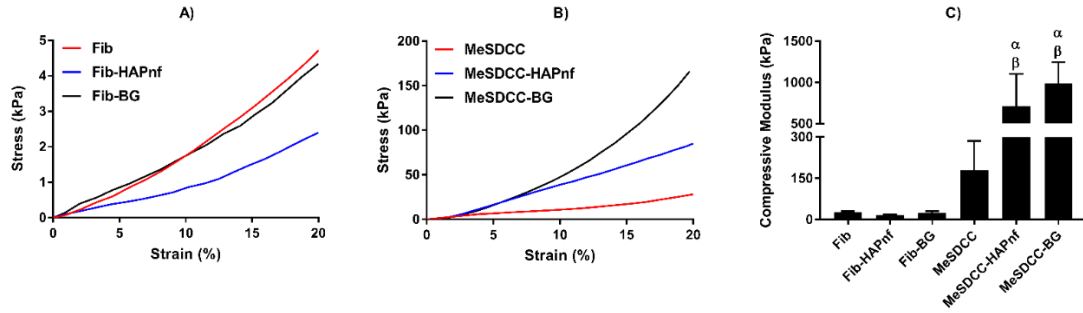 A)
Stress (kPa)
5
4
3
2
1
0
Fib
Fib-HAPnf
Fib-BG
0 5 10 15 20
Strain (%)
B)
Stress (kPa)
200
150
100
50
0
MeSDCC
MeSDCC-HAPnf
MeSDCC-BG
0 5 10 15 20
Strain (%)
C)
Compressive Modulus (kPa)
1500
1000
500
300
150
0
α
β
α
β
Fib
Fib-HAPnf
Fib-BG
MeSDCC
MeSDCC-HAPnf
MeSDCC-BG